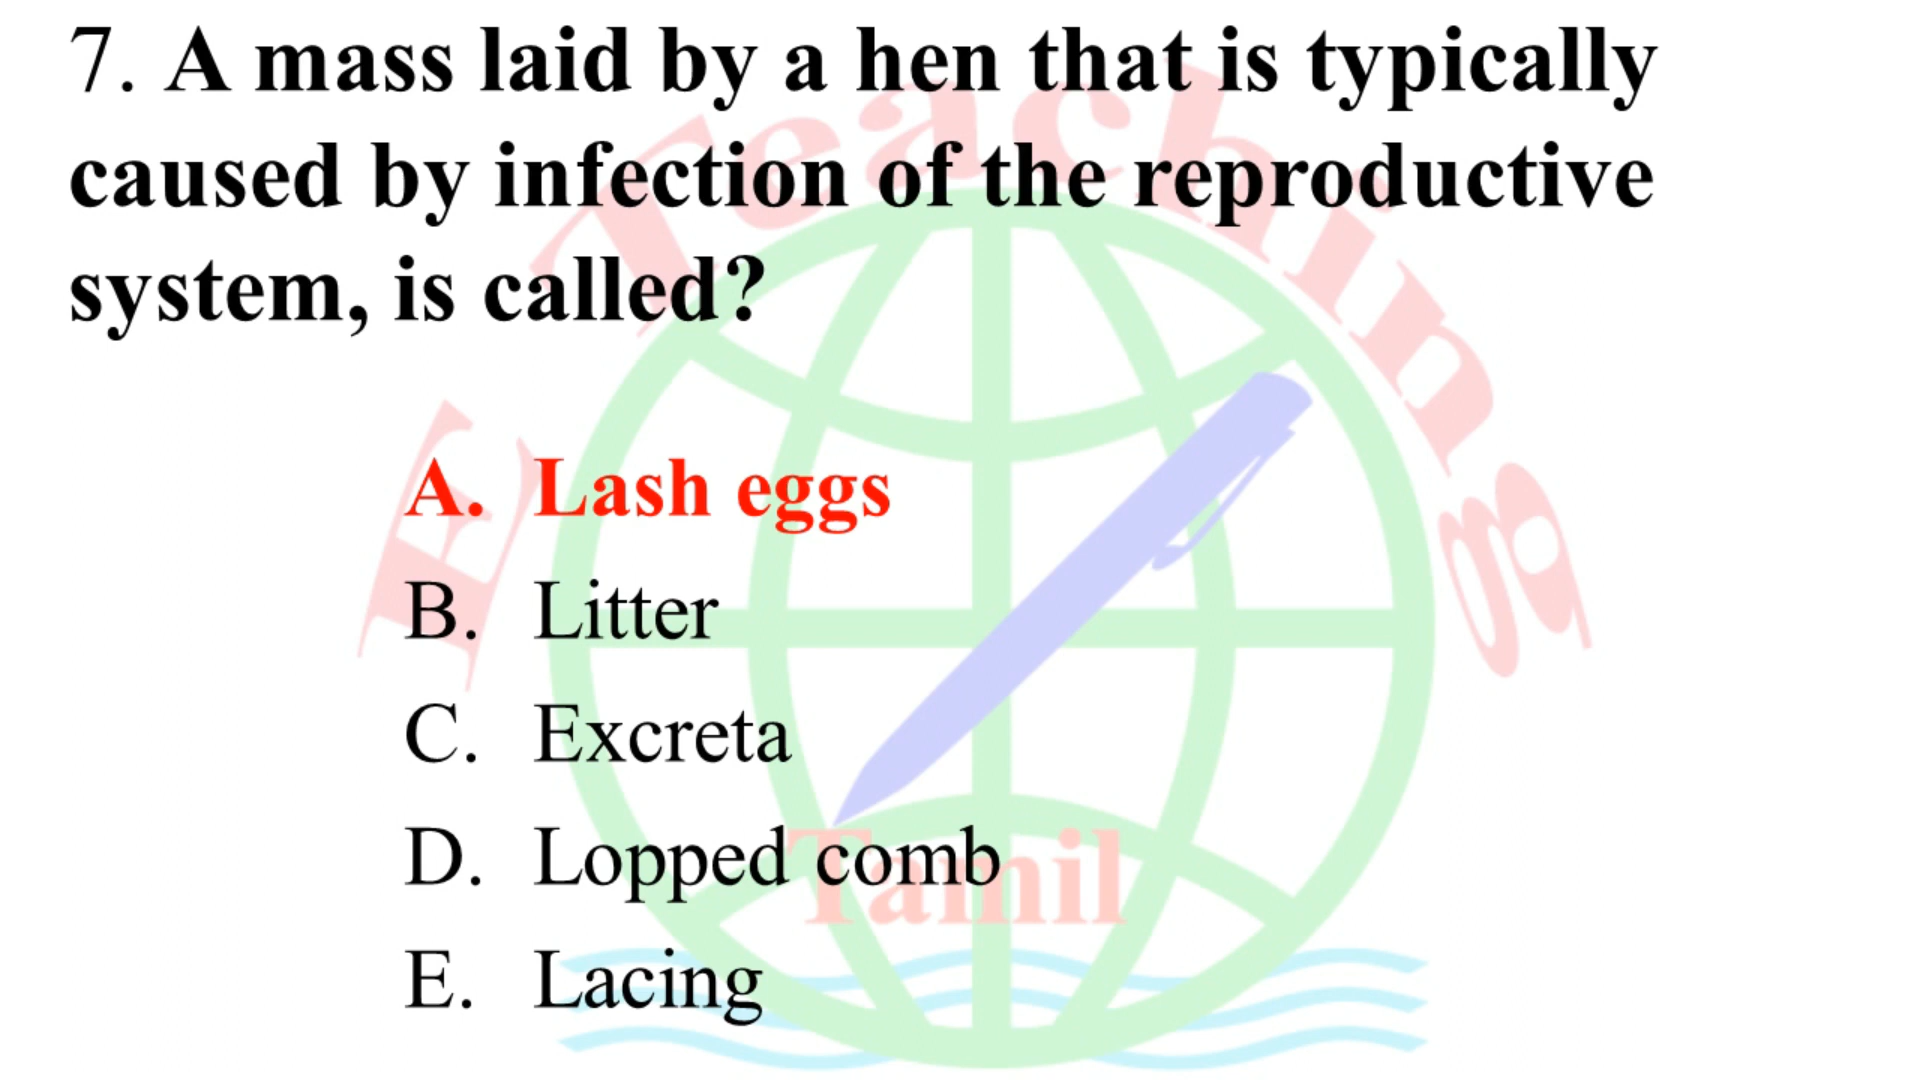 7. A mass laid by a hen that is typically
caused by infection of the reproductive
system, is called?
A. Lash eggs
B. Litter
C. Excreta
D. Lopped comb
E. Lacing
E Teaching
Tamil